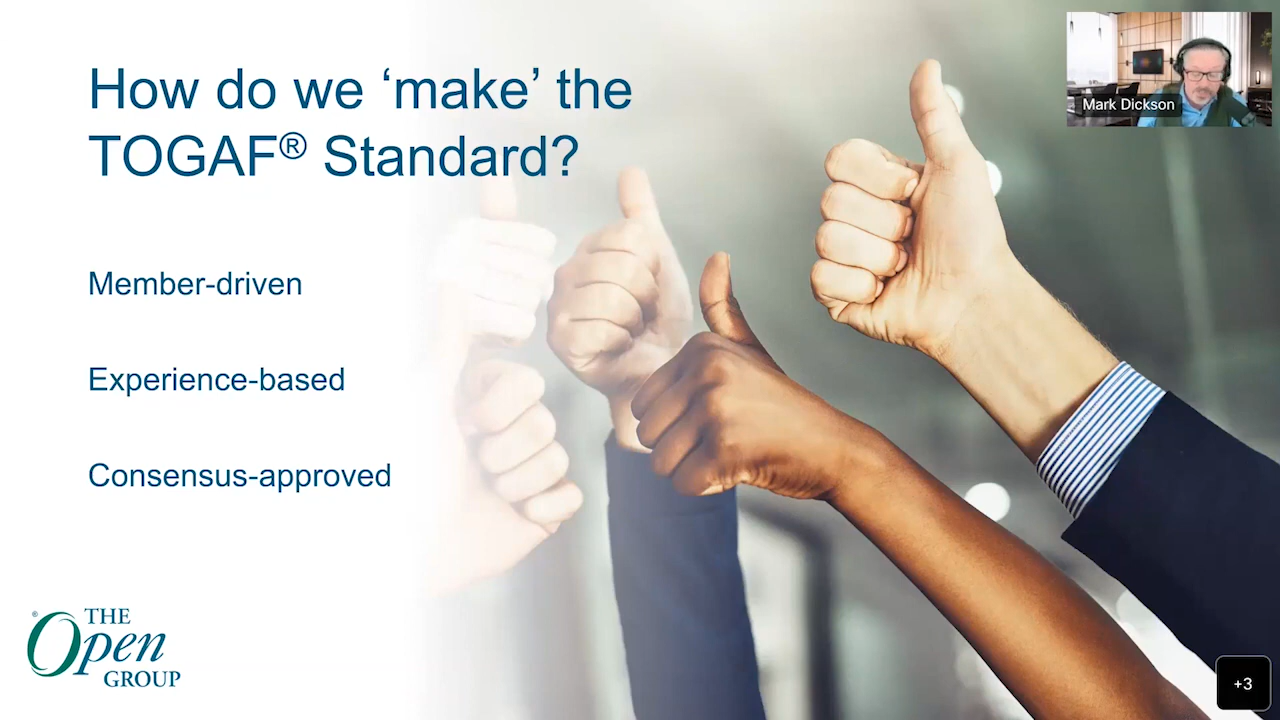 How do we ‘make’ the
TOGAF® Standard?
Mark Dickson
Member-driven
Experience-based
Consensus-approved
® THE
Open
GROUP
+3